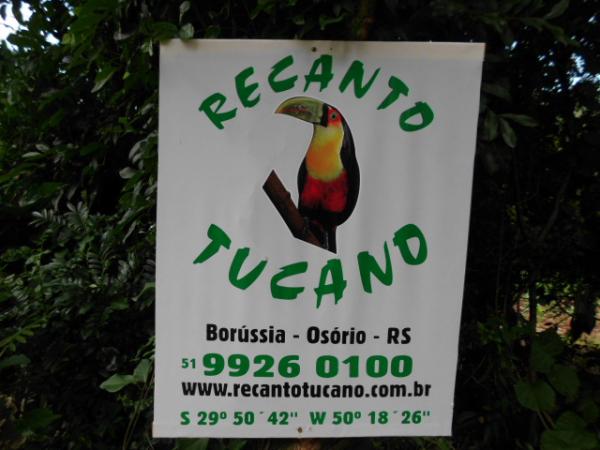 RECANTO
TUCANO
Borússia - Osório - RS
51 9926 0100
www.recantotucano.com.br
S 29º 50´42" W 50º 18´26"